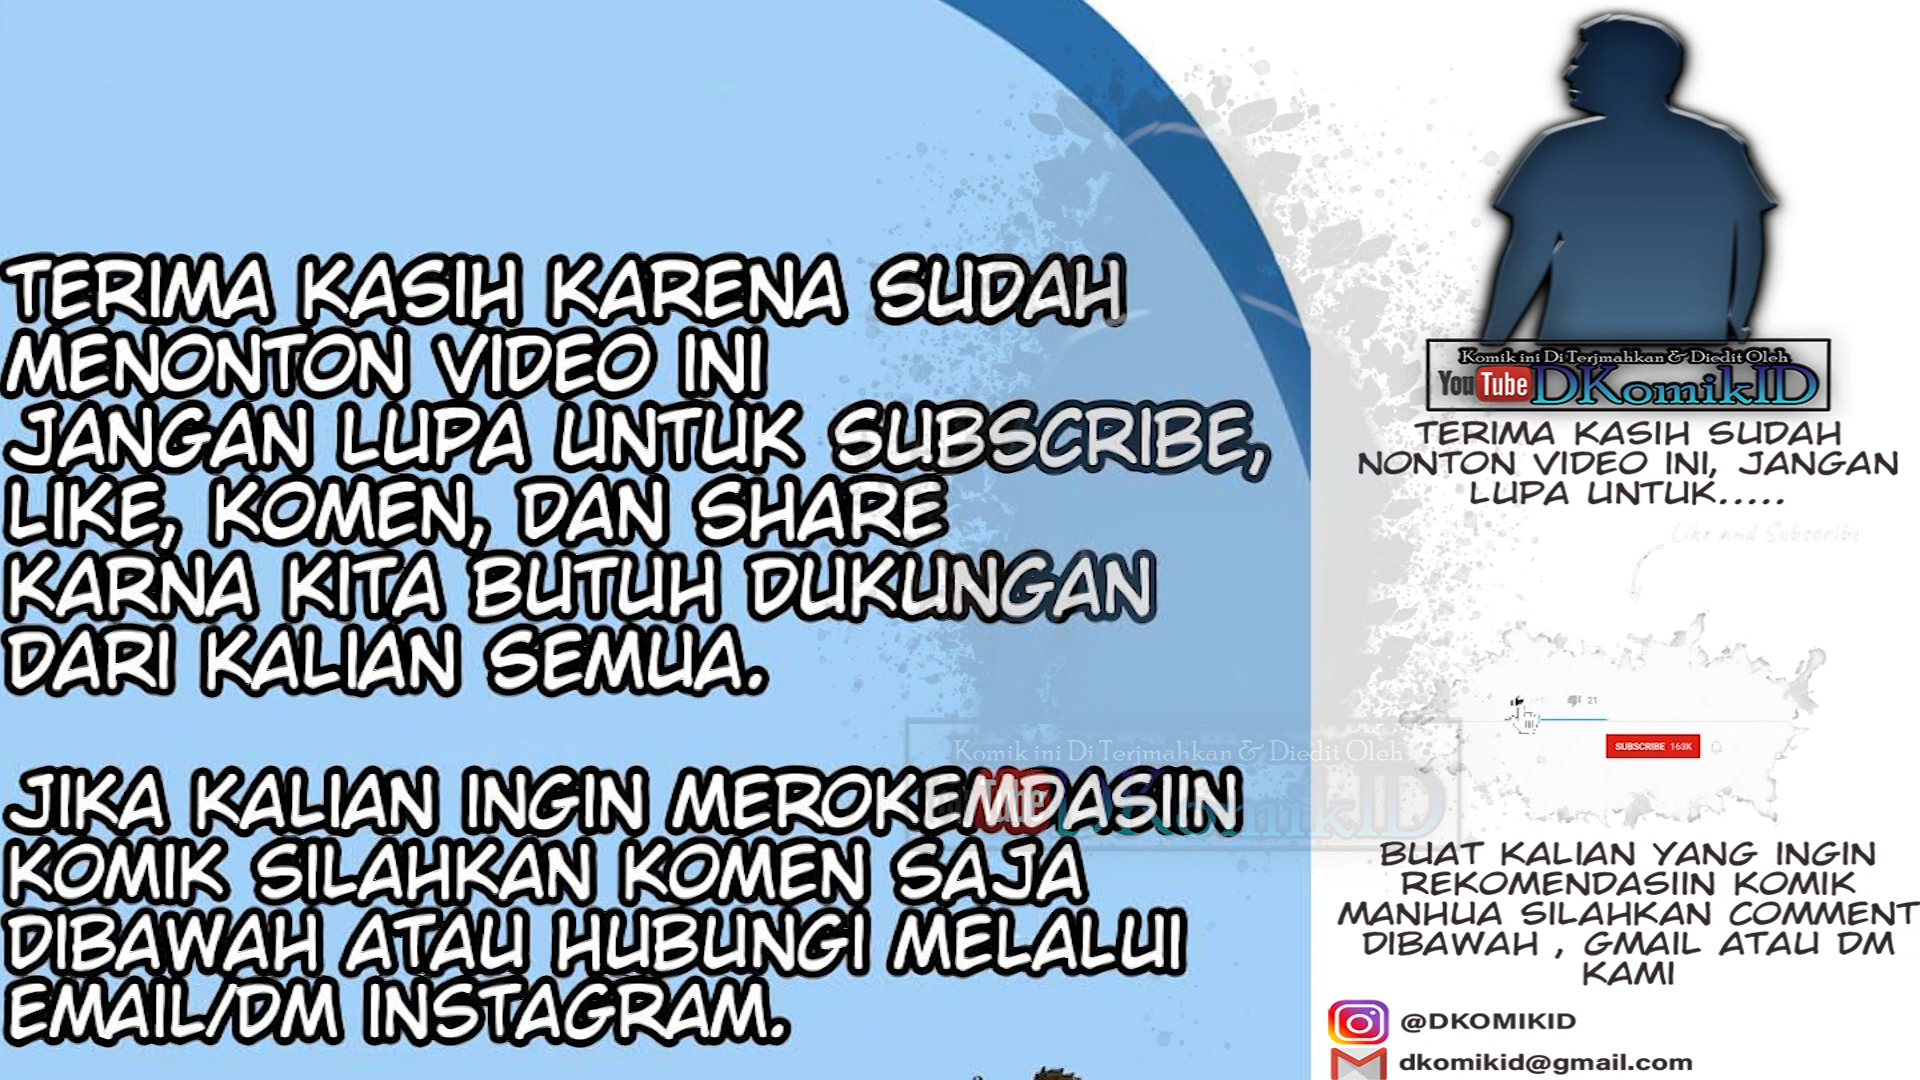 TERIMA KASIH KARENA SUDAH
MENONTON VIDEO INI
JANGAN LUPA UNTUK SUBSCRIBE,
LIKE, KOMEN, DAN SHARE
KARNA KITA BUTUH DUKUNGAN
DARI KALIAN SEMUA.
JIKA KALIAN INGIN MEROKEMDASIIN
KOMIK SILAHKAN KOMEN SAJA
DIBAWAH ATAU HUBUNGI MELALUI
EMAIL/DM INSTAGRAM.
Komik ini Di Terjmahkan & Diedit Oleh
DKomikID
Komik ini Di Terjmahkan & Diedit Oleh
YouTube DKomikID
TERIMA KASIH SUDAH
NONTON VIDEO INI, JANGAN
LUPA UNTUK.....
Like and Subscribe
21
SUBSCRIBE 163K
BUAT KALIAN YANG INGIN
REKOMENDASIIN KOMIK
MANHUA SILAHKAN COMMENT
DIBAWAH , GMAIL ATAU DM
KAMI
@DKOMIKID
dkomikid@gmail.com